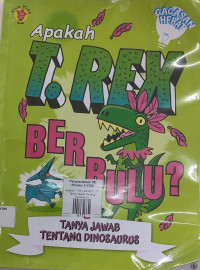 GAGASAN
HEBAT
Apakah
T. REX
BER
BULU?
TANYA JAWAB
TENTANG DINOSAURUS